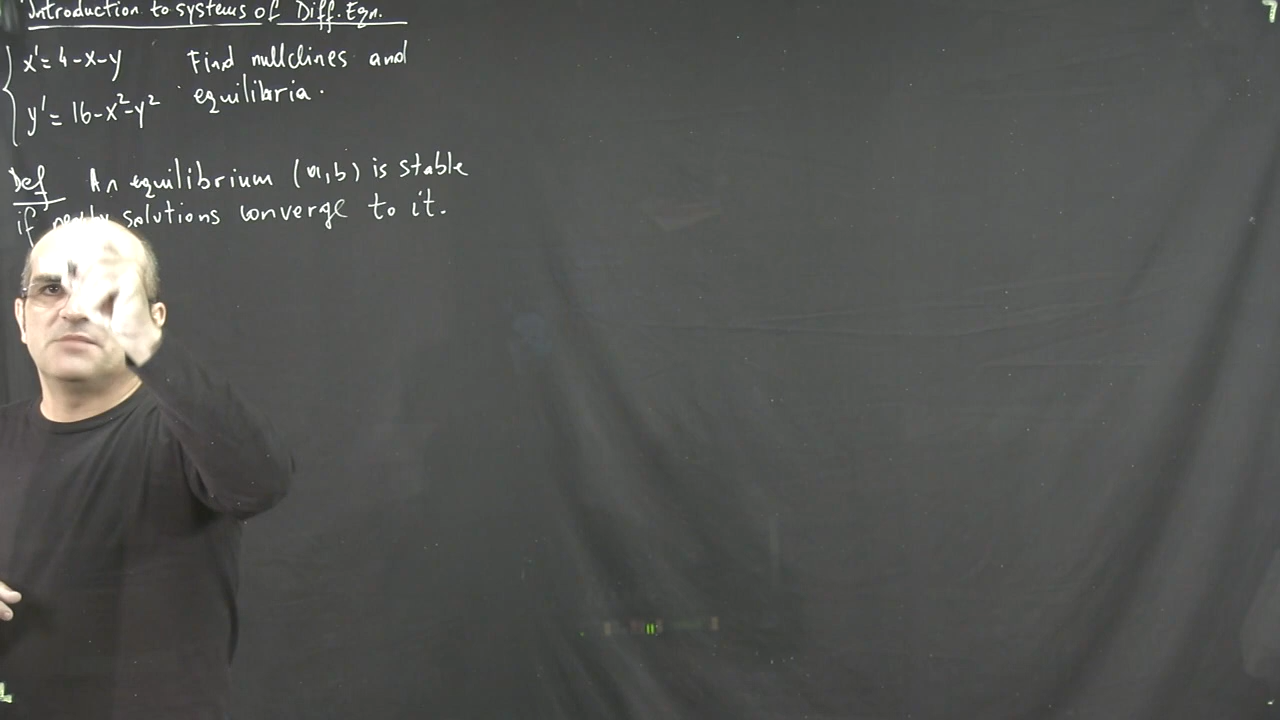 Introduction to systems of Diff. Eqn.
x' = 4-x-y Find nullclines and
y' = 16-x²-y² equilibria.
Def An equilibrium (a,b) is stable
if nearby solutions converge to it.